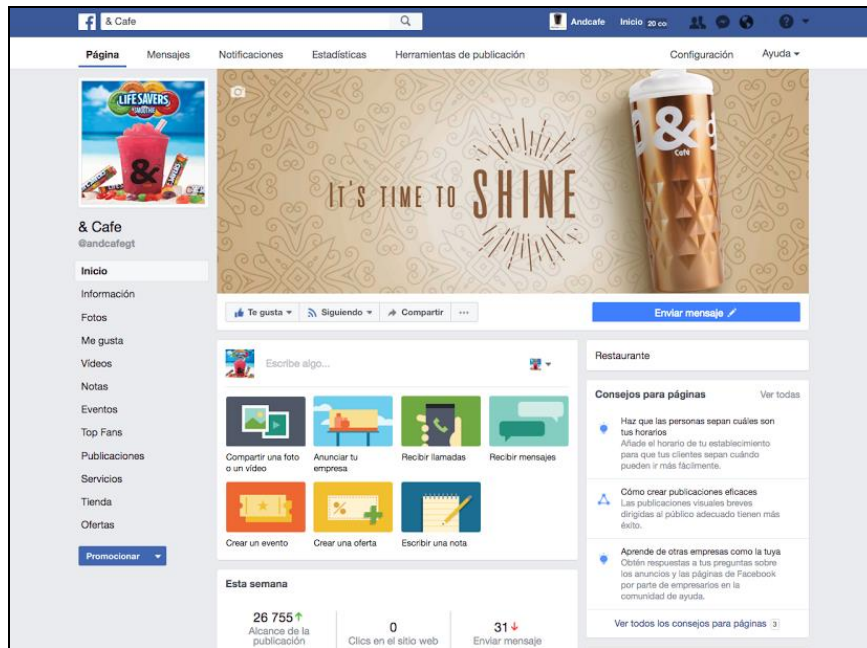 & Cafe
Andcafe Inicio 20 co
Página Mensajes Notificaciones Estadísticas Herramientas de publicación Configuración Ayuda
LIFE SAVERS
SMOOTHIE
&
IT'S TIME TO SHINE
&
Café
& Cafe
@andcafegt
Inicio
Información
Fotos
Me gusta
Vídeos
Notas
Eventos
Top Fans
Publicaciones
Servicios
Tienda
Ofertas
Promocionar
Te gusta Siguiendo Compartir ...
Enviar mensaje
Escribe algo...
Compartir una foto
o un vídeo
Anunciar tu
empresa
Recibir llamadas
Recibir mensajes
Crear un evento
Crear una oferta
Escribir una nota
Esta semana
26 755
Alcance de la
publicación
0
Clics en el sitio web
31
Enviar mensaje
Restaurante
Consejos para páginas Ver todas
Haz que las personas sepan cuáles son
tus horarios
Añade el horario de tu establecimiento
para que tus clientes sepan cuándo
pueden ir más fácilmente.
Cómo crear publicaciones eficaces
Las publicaciones visuales breves
dirigidas al público adecuado tienen más
éxito.
Aprende de otras empresas como la tuya
Obtén respuestas a tus preguntas sobre
los anuncios y las páginas de Facebook
por parte de empresarios en la
comunidad de ayuda.
Ver todos los consejos para páginas 3